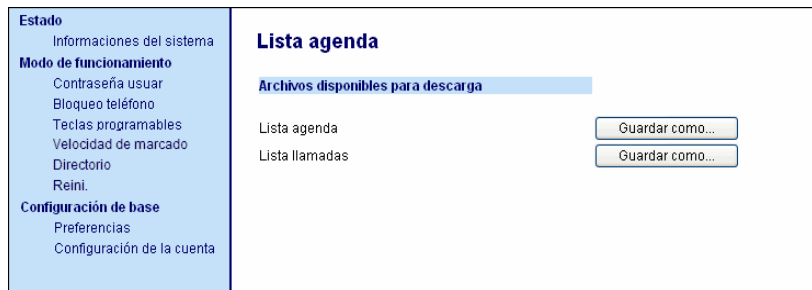 Estado
Informaciones del sistema
Modo de funcionamiento
Contraseña usuar
Bloqueo teléfono
Teclas programables
Velocidad de marcado
Directorio
Reini.
Configuración de base
Preferencias
Configuración de la cuenta
Lista agenda
Archivos disponibles para descarga
Lista agenda Guardar como...
Lista llamadas Guardar como...